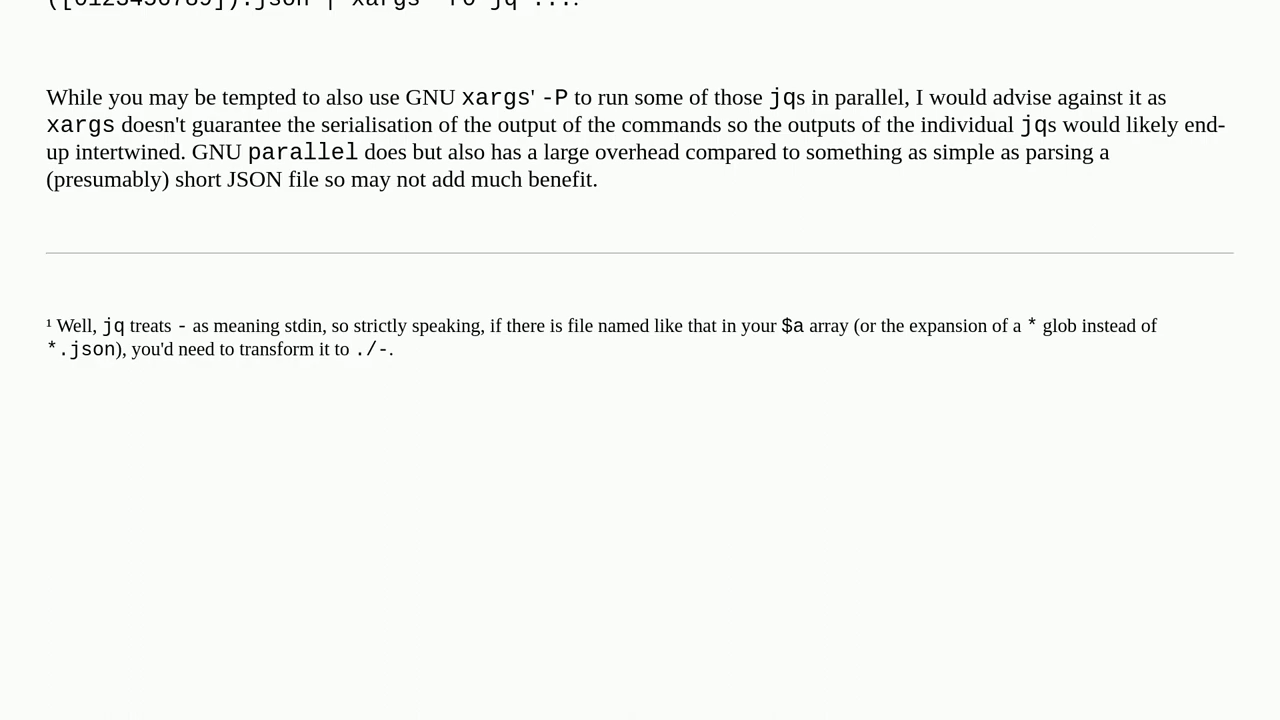 While you may be tempted to also use GNU xargs' -P to run some of those jqs in parallel, I would advise against it as
xargs doesn't guarantee the serialisation of the output of the commands so the outputs of the individual jqs would likely end-
up intertwined. GNU parallel does but also has a large overhead compared to something as simple as parsing a
(presumably) short JSON file so may not add much benefit.
¹ Well, jq treats - as meaning stdin, so strictly speaking, if there is file named like that in your $a array (or the expansion of a * glob instead of
*.json), you'd need to transform it to ./-.